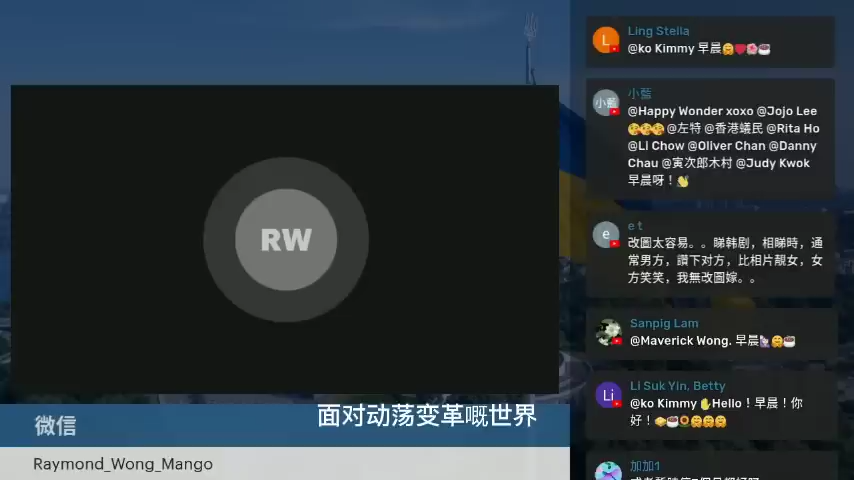 RW
面对动荡变革嘅世界
微信
Raymond_Wong_Mango
L
Ling Stella
@ko Kimmy 早晨
小藍
小藍
@Happy Wonder xoxo @Jojo Lee
@左特 @香港蟻民 @Rita Ho
@LI Chow @Oliver Chan @Danny
Chau @寅次郎木村 @Judy Kwok
早晨呀！
e
e t
改圖太容易。。睇韩剧，相睇時，通
常男方，讚下对方，比相片靚女，女
方笑笑，我無改圖嫁。。
Sanpig Lam
@Maverick Wong. 早晨
Li
Li Suk Yin, Betty
@ko Kimmy Hello！早晨！你
好！
加加1